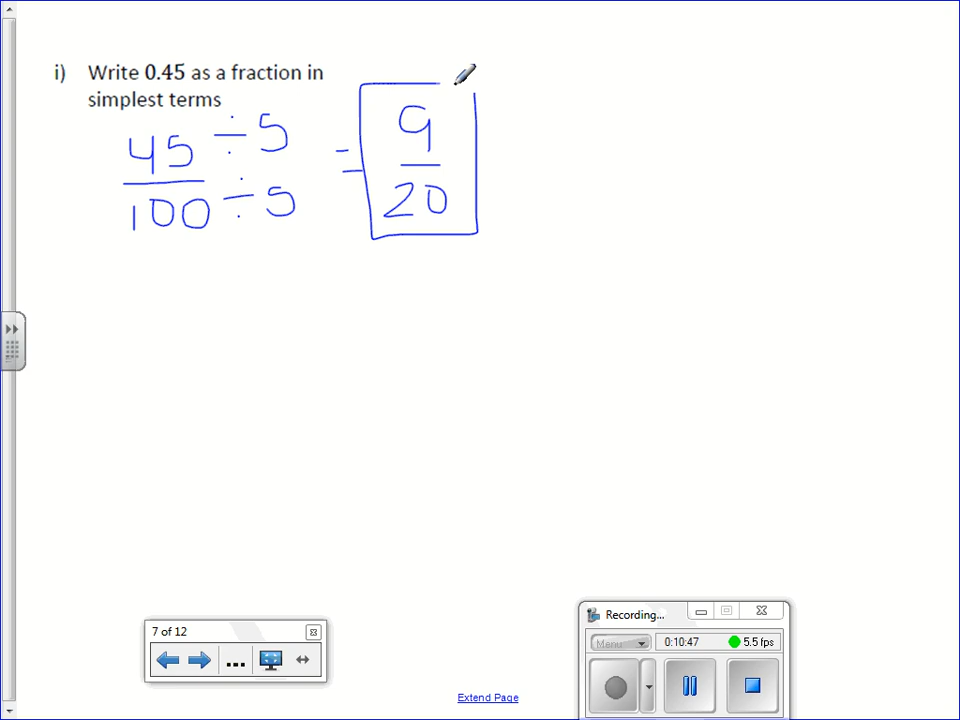 i) Write 0.45 as a fraction in
simplest terms
45 ÷ 5
100 ÷ 5
=
9
20
7 of 12
...
Recording...
Menu
0:10:47
5.5 fps
Extend Page